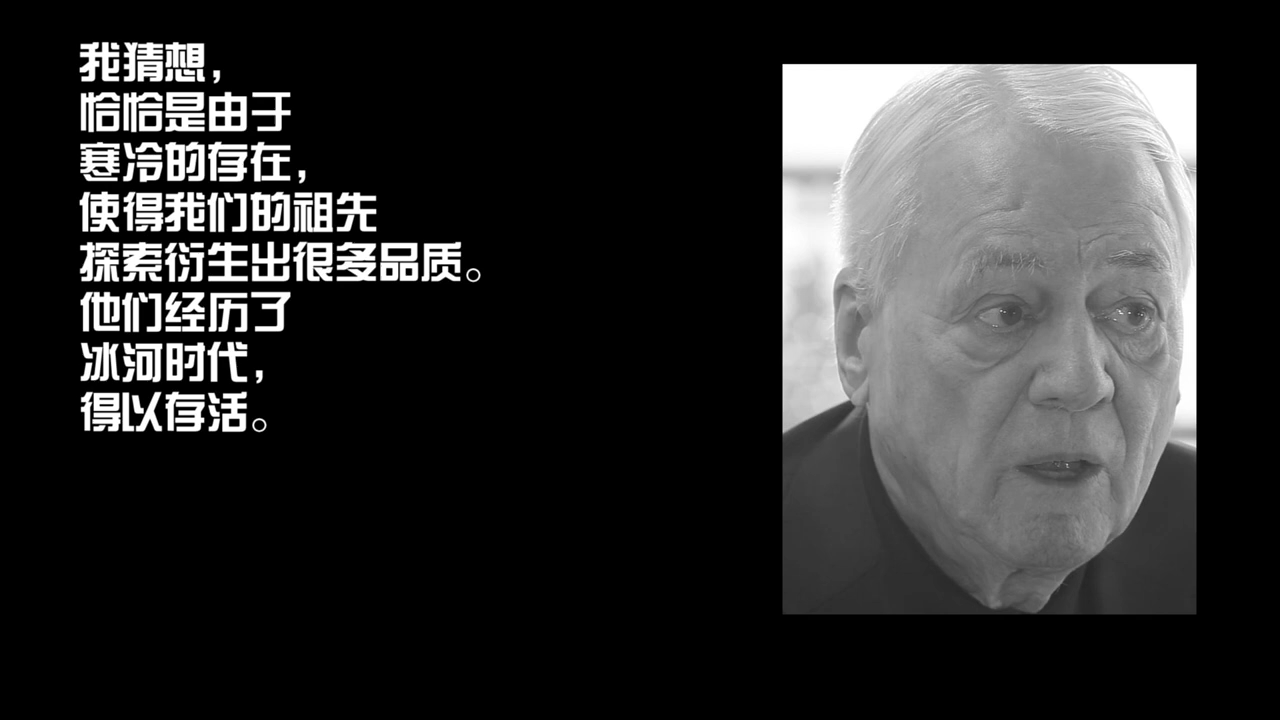 我猜想，
恰恰是由于
寒冷的存在，
使得我们的祖先
探索衍生出很多品质。
他们经历了
冰河时代，
得以存活。